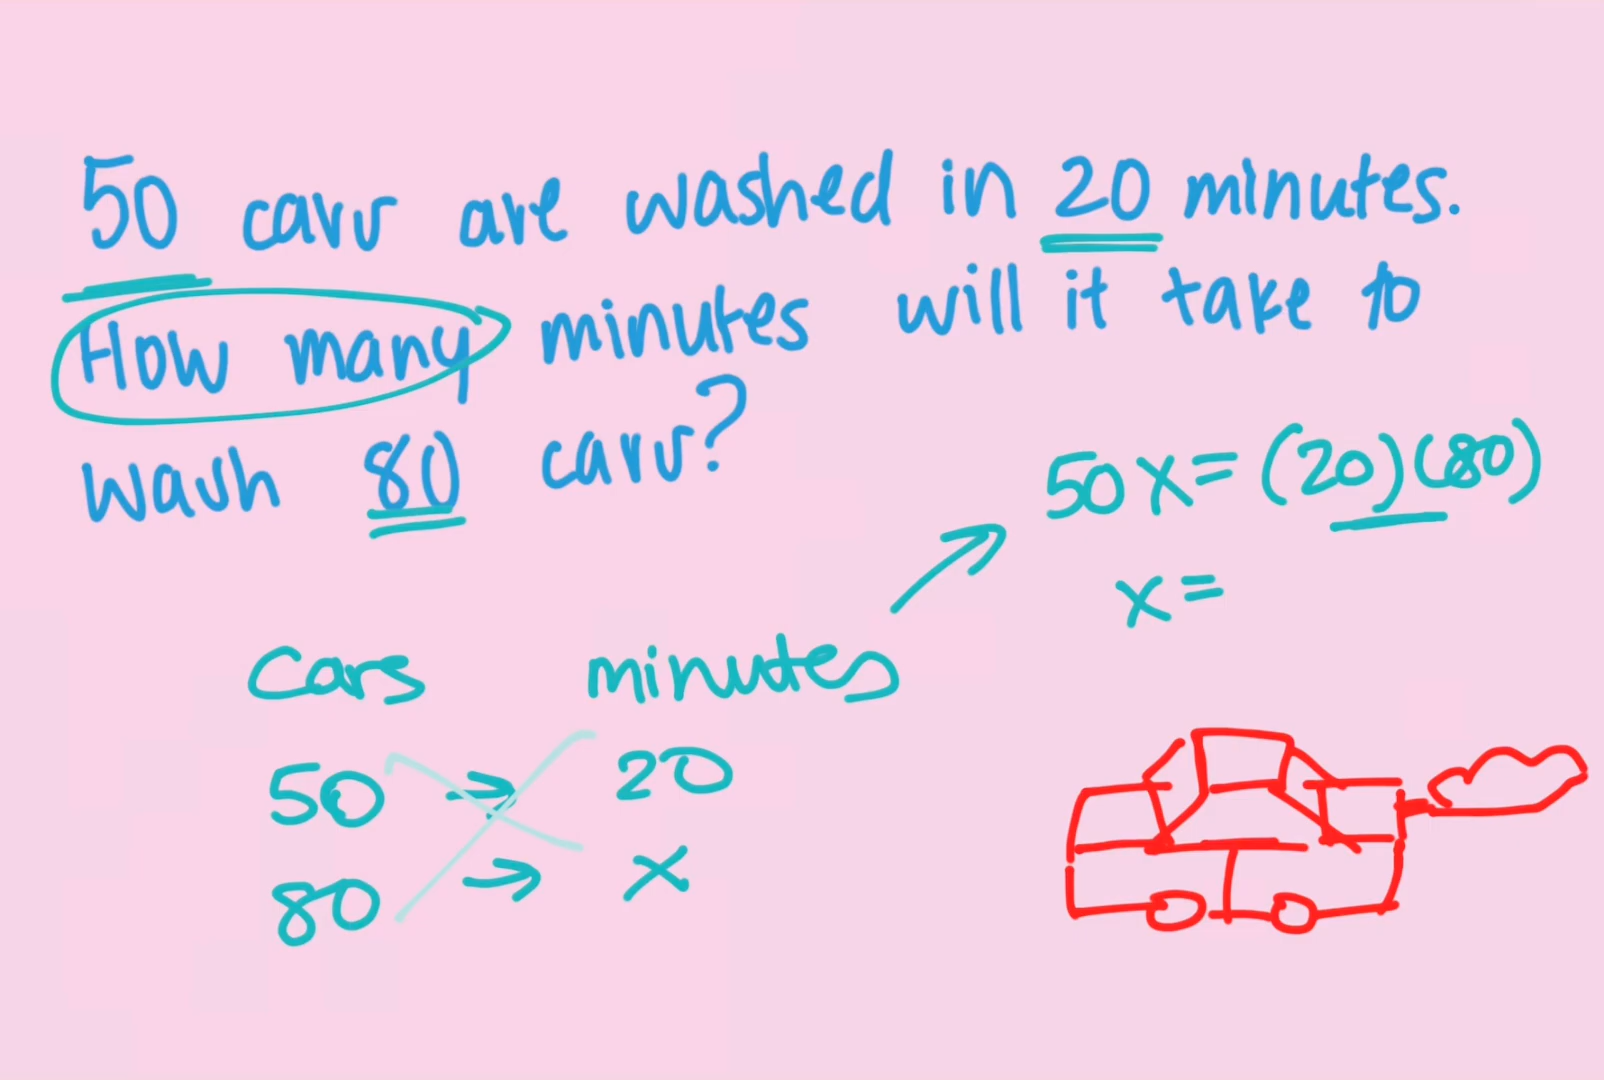 50 cars are washed in 20 minutes.
How many minutes will it take to
wash 80 cars?
50x = (20)(80)
x =
Cars minutes
50 → 20
80 → x